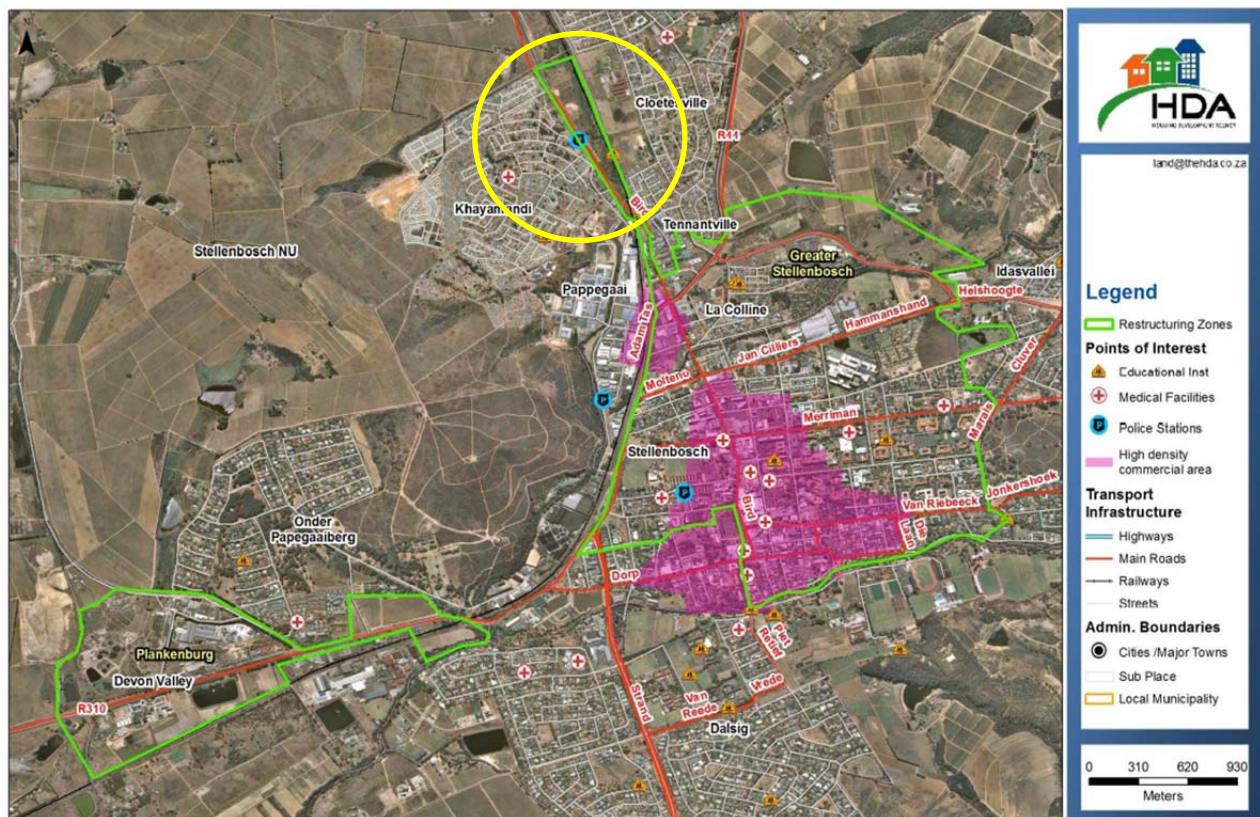 N
Cloetesville
R44
Khayamandi
Bird
Tennantville
Stellenbosch NU
Greater
Stellenbosch
Idasvallei
Pappegaai
La Colline
Helshoogte
Hammanshand
Adam Tas
Jan Cilliers
Cluver
Molteno
Merriman
Marais
Stellenbosch
Jonkershoek
Van Riebeeck
Bird
Die
Laan
Onder
Papegaaiberg
Dorp
Piet
Retief
Plankenburg
Devon Valley
R310
Strand
Van
Reede
Vrede
Dalsig
HDA
HOUSING DEVELOPMENT AGENCY
land@thehda.co.za
Legend
Restructuring Zones
Points of Interest
Educational Inst
Medical Facilities
Police Stations
High density
commercial area
Transport
Infrastructure
Highways
Main Roads
Railways
Streets
Admin. Boundaries
Cities /Major Towns
Sub Place
Local Municipality
0 310 620 930
Meters